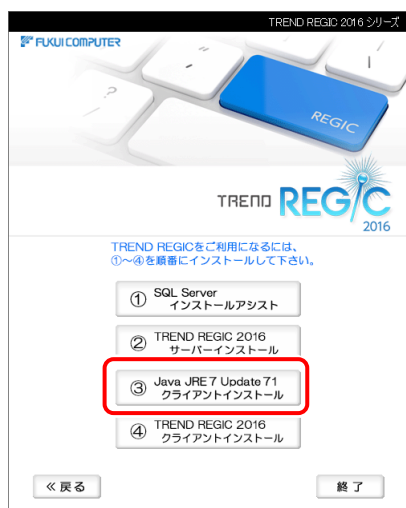 TREND REGIC 2016 シリーズ
FUKUI COMPUTER
REGIC
TREND REGIC
2016
TREND REGICをご利用になるには、
①～④を順番にインストールして下さい。
① SQL Server
インストールアシスト
② TREND REGIC 2016
サーバーインストール
③ Java JRE 7 Update 71
クライアントインストール
④ TREND REGIC 2016
クライアントインストール
≪ 戻る
終 了